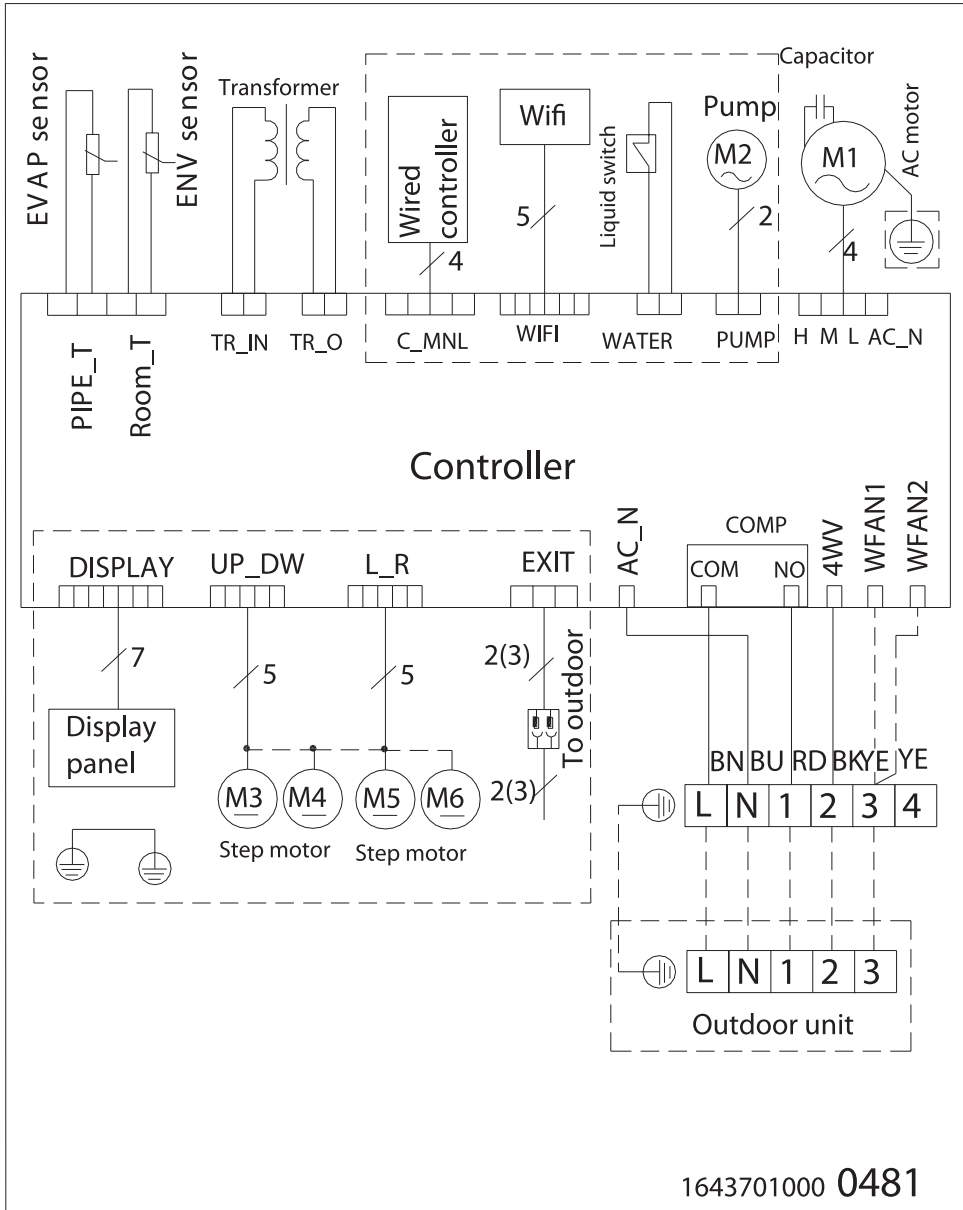 EVAP sensor
ENV sensor
Transformer
Wired
controller
Wifi
Liquid switch
Pump
M2
Capacitor
M1
AC motor
4
5
2
4
PIPE_T
Room_T
TR_IN
TR_O
C_MNL
WIFI
WATER
PUMP
H M L AC_N
Controller
DISPLAY
UP_DW
L_R
EXIT
AC_N
COMP
COM
NO
4WV
WFAN1
WFAN2
7
5
5
2(3)
To outdoor
2(3)
Display
panel
M3
M4
M5
M6
Step motor
Step motor
BN
BU
RD
BK
YE
YE
L N 1 2 3 4
L N 1 2 3
Outdoor unit
1643701000 0481